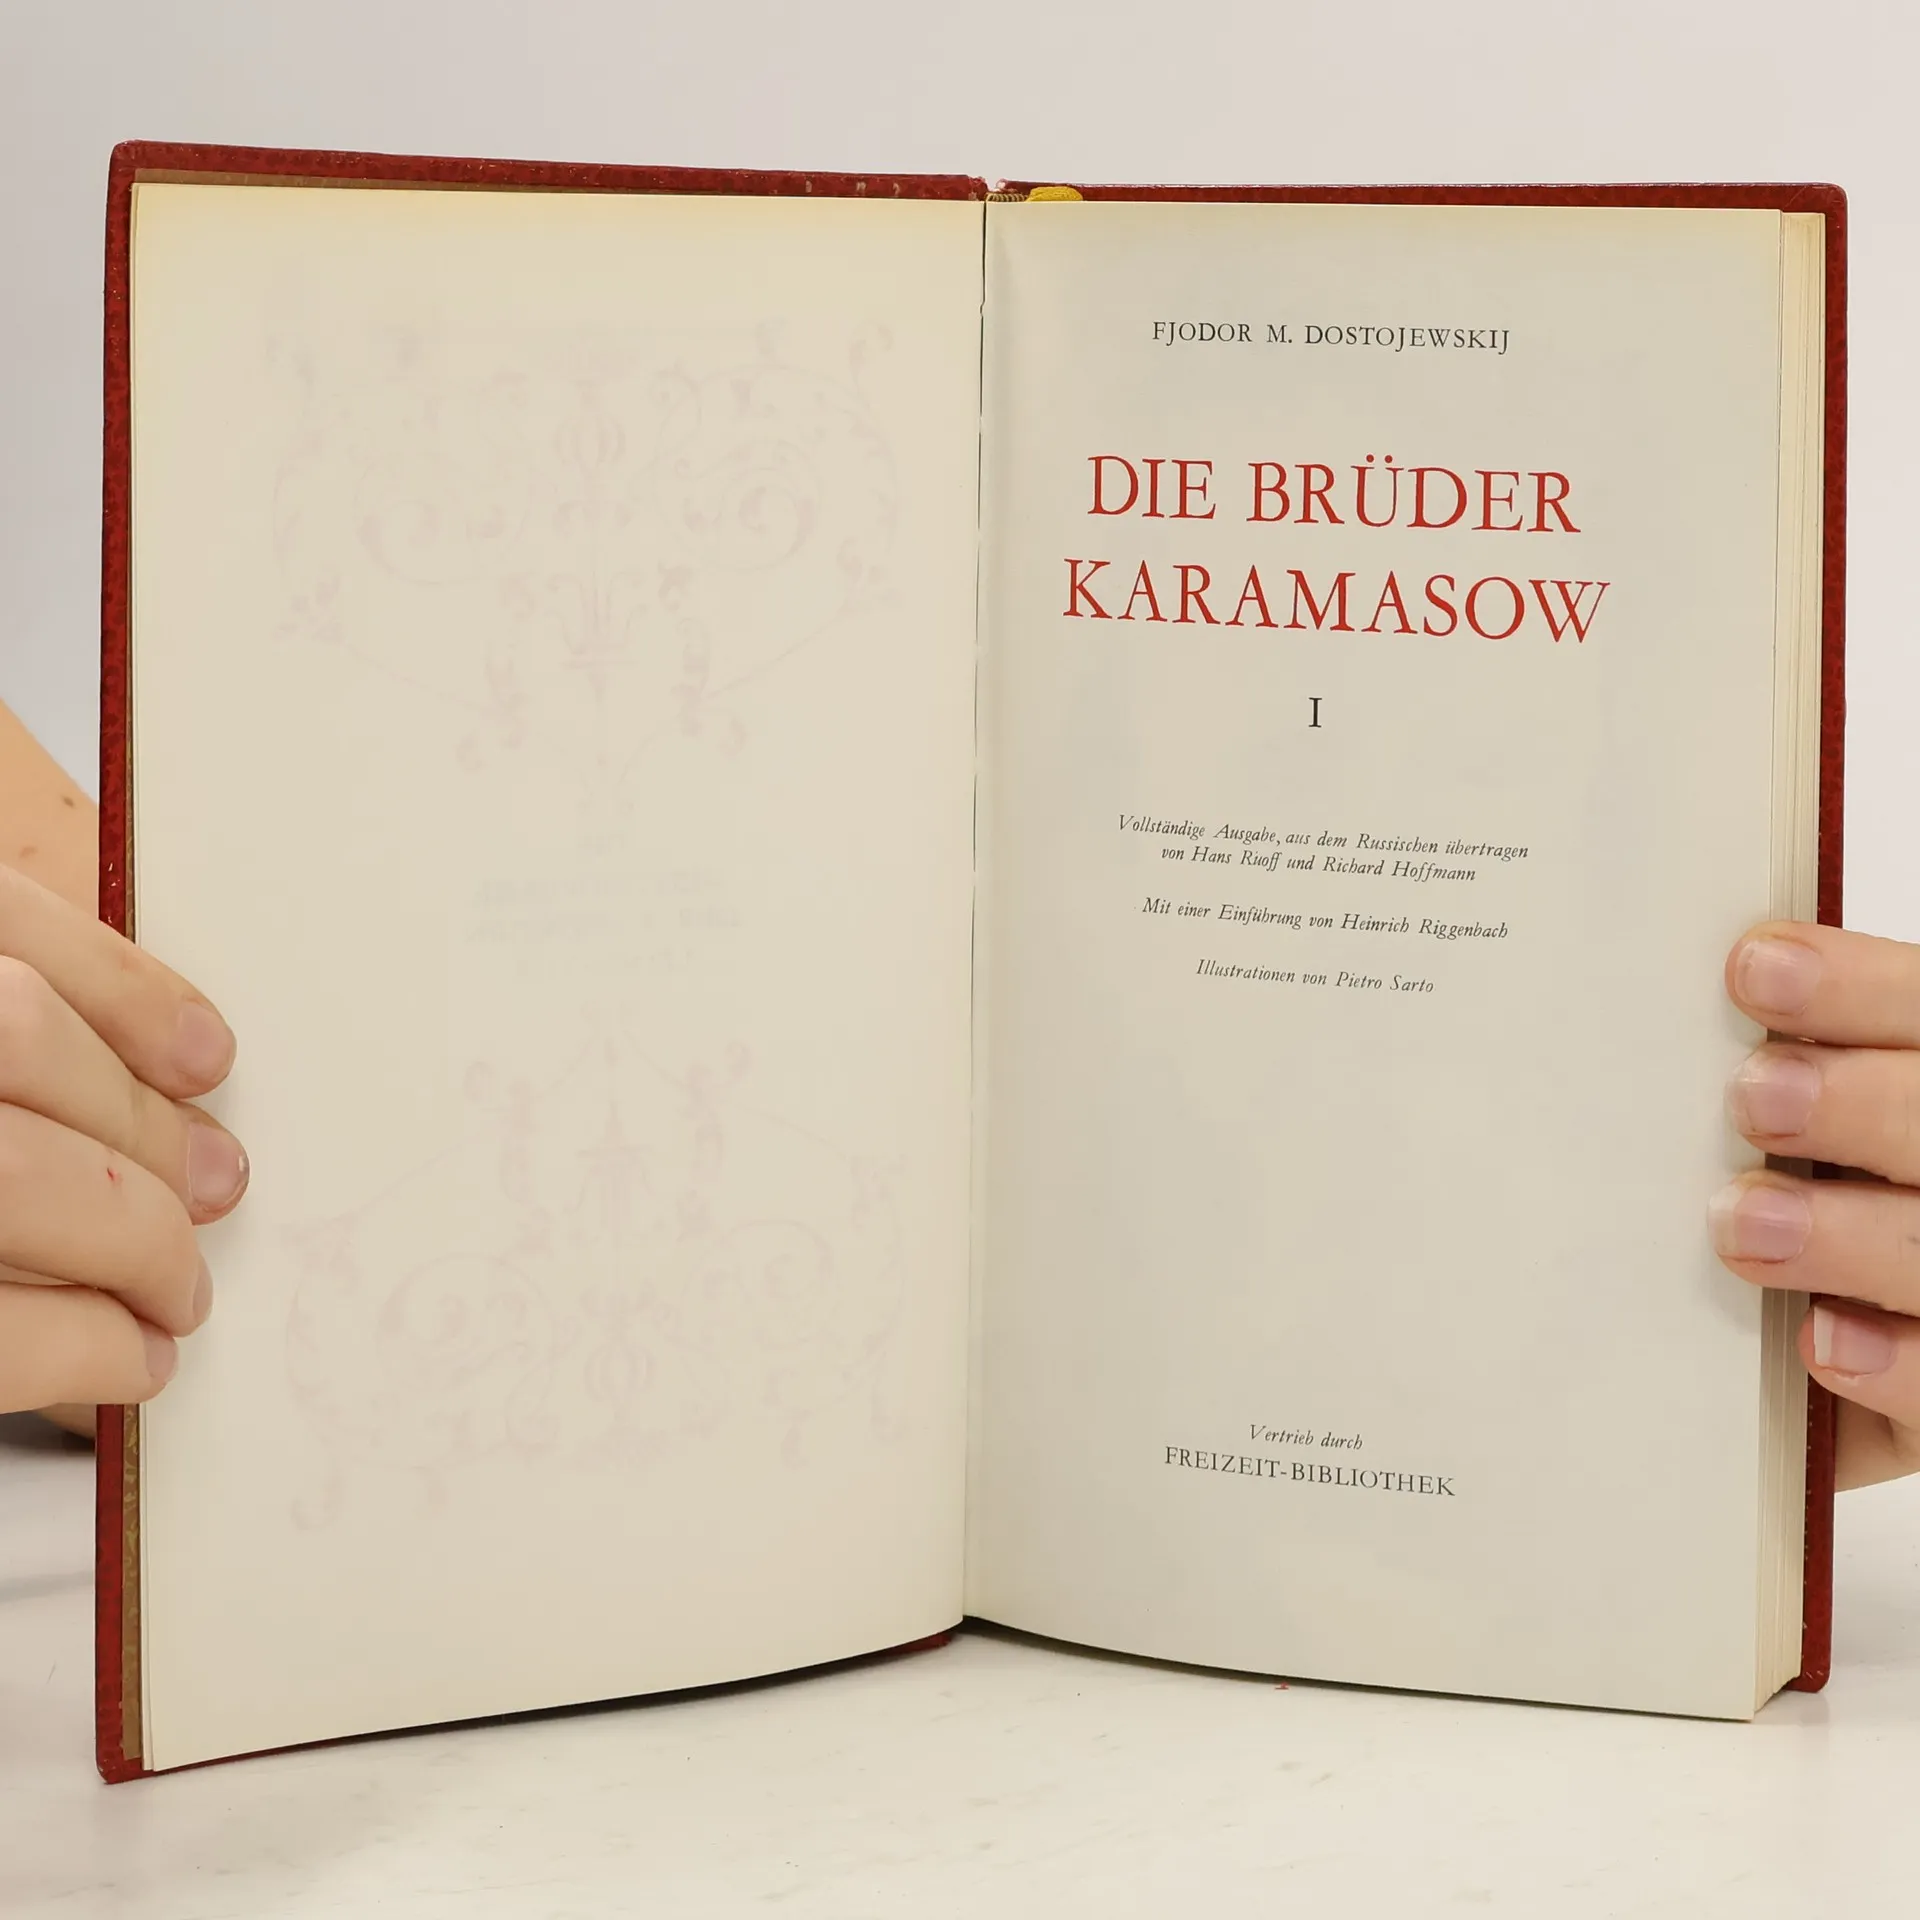 FJODOR M. DOSTOJEWSKIJ
DIE BRÜDER
KARAMASOW
I
Vollständige Ausgabe, aus dem Russischen übertragen
von Hans Ruoff und Richard Hoffmann
Mit einer Einführung von Heinrich Riggenbach
Illustrationen von Pietro Sarto
Vertrieb durch
FREIZEIT-BIBLIOTHEK